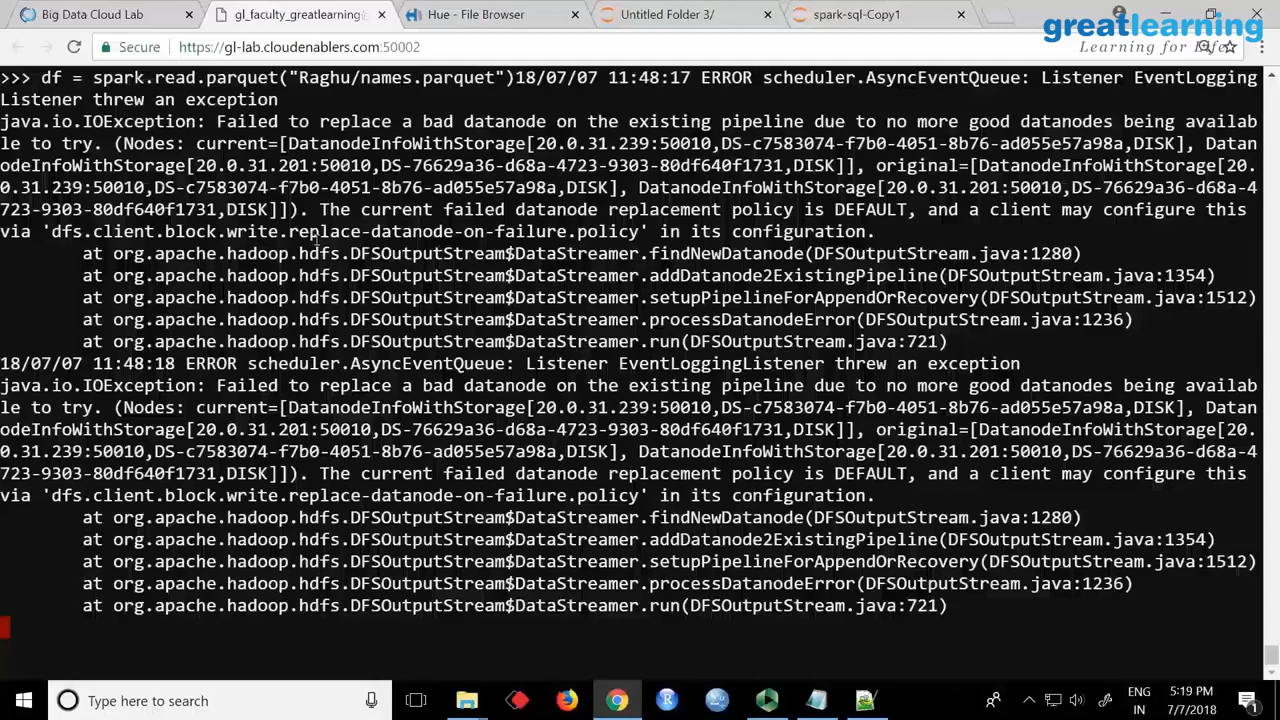 Big Data Cloud Lab
gl_faculty_greatlearning@
Hue - File Browser
Untitled Folder 3/
spark-sql-Copy1
greatlearning
Learning for Life
Secure
https://gl-lab.cloudenablers.com:50002
>>> df = spark.read.parquet("Raghu/names.parquet")18/07/07 11:48:17 ERROR scheduler.AsyncEventQueue: Listener EventLogging
Listener threw an exception
java.io.IOException: Failed to replace a bad datanode on the existing pipeline due to no more good datanodes being availab
le to try. (Nodes: current=[DatanodeInfoWithStorage[20.0.31.239:50010,DS-c7583074-f7b0-4051-8b76-ad055e57a98a,DISK], Datan
odeInfoWithStorage[20.0.31.201:50010,DS-76629a36-d68a-4723-9303-80df640f1731,DISK]], original=[DatanodeInfoWithStorage[20.
0.31.239:50010,DS-c7583074-f7b0-4051-8b76-ad055e57a98a,DISK], DatanodeInfoWithStorage[20.0.31.201:50010,DS-76629a36-d68a-4
723-9303-80df640f1731,DISK]]). The current failed datanode replacement policy is DEFAULT, and a client may configure this
via 'dfs.client.block.write.replace-datanode-on-failure.policy' in its configuration.
at org.apache.hadoop.hdfs.DFSOutputStream$DataStreamer.findNewDatanode(DFSOutputStream.java:1280)
at org.apache.hadoop.hdfs.DFSOutputStream$DataStreamer.addDatanode2ExistingPipeline(DFSOutputStream.java:1354)
at org.apache.hadoop.hdfs.DFSOutputStream$DataStreamer.setupPipelineForAppendOrRecovery(DFSOutputStream.java:1512)
at org.apache.hadoop.hdfs.DFSOutputStream$DataStreamer.processDatanodeError(DFSOutputStream.java:1236)
at org.apache.hadoop.hdfs.DFSOutputStream$DataStreamer.run(DFSOutputStream.java:721)
18/07/07 11:48:18 ERROR scheduler.AsyncEventQueue: Listener EventLoggingListener threw an exception
java.io.IOException: Failed to replace a bad datanode on the existing pipeline due to no more good datanodes being availab
le to try. (Nodes: current=[DatanodeInfoWithStorage[20.0.31.239:50010,DS-c7583074-f7b0-4051-8b76-ad055e57a98a,DISK], Datan
odeInfoWithStorage[20.0.31.201:50010,DS-76629a36-d68a-4723-9303-80df640f1731,DISK]], original=[DatanodeInfoWithStorage[20.
0.31.239:50010,DS-c7583074-f7b0-4051-8b76-ad055e57a98a,DISK], DatanodeInfoWithStorage[20.0.31.201:50010,DS-76629a36-d68a-4
723-9303-80df640f1731,DISK]]). The current failed datanode replacement policy is DEFAULT, and a client may configure this
via 'dfs.client.block.write.replace-datanode-on-failure.policy' in its configuration.
at org.apache.hadoop.hdfs.DFSOutputStream$DataStreamer.findNewDatanode(DFSOutputStream.java:1280)
at org.apache.hadoop.hdfs.DFSOutputStream$DataStreamer.addDatanode2ExistingPipeline(DFSOutputStream.java:1354)
at org.apache.hadoop.hdfs.DFSOutputStream$DataStreamer.setupPipelineForAppendOrRecovery(DFSOutputStream.java:1512)
at org.apache.hadoop.hdfs.DFSOutputStream$DataStreamer.processDatanodeError(DFSOutputStream.java:1236)
at org.apache.hadoop.hdfs.DFSOutputStream$DataStreamer.run(DFSOutputStream.java:721)
Type here to search
R
ENG
IN
5:19 PM
7/7/2018
1